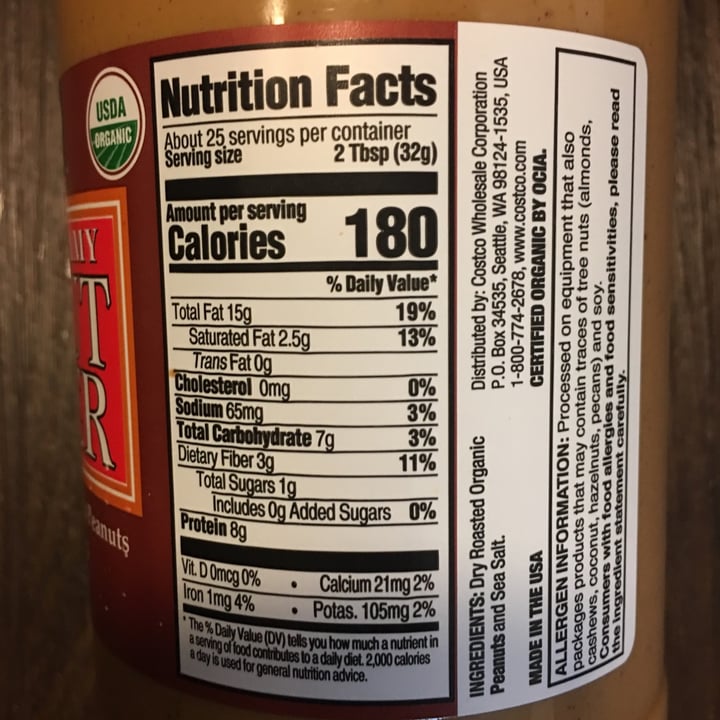 USDA
ORGANIC
MY
T
R
Peanuts
Nutrition Facts
About 25 servings per container
Serving size 2 Tbsp (32g)
Amount per serving
Calories 180
% Daily Value*
Total Fat 15g 19%
Saturated Fat 2.5g 13%
Trans Fat 0g
Cholesterol 0mg 0%
Sodium 65mg 3%
Total Carbohydrate 7g 3%
Dietary Fiber 3g 11%
Total Sugars 1g
Includes 0g Added Sugars 0%
Protein 8g
Vit. D 0mcg 0% • Calcium 21mg 2%
Iron 1mg 4% • Potas. 105mg 2%
* The % Daily Value (DV) tells you how much a nutrient in
a serving of food contributes to a daily diet. 2,000 calories
a day is used for general nutrition advice.
INGREDIENTS: Dry Roasted Organic
Peanuts and Sea Salt.
MADE IN THE USA
Distributed by: Costco Wholesale Corporation
P.O. Box 34535, Seattle, WA 98124-1535, USA
1-800-774-2678, www.costco.com
CERTIFIED ORGANIC BY OCIA.
ALLERGEN INFORMATION: Processed on equipment that also
packages products that may contain traces of tree nuts (almonds,
cashews, coconut, hazelnuts, pecans) and soy.
Consumers with food allergies and food sensitivities, please read
the ingredient statement carefully.